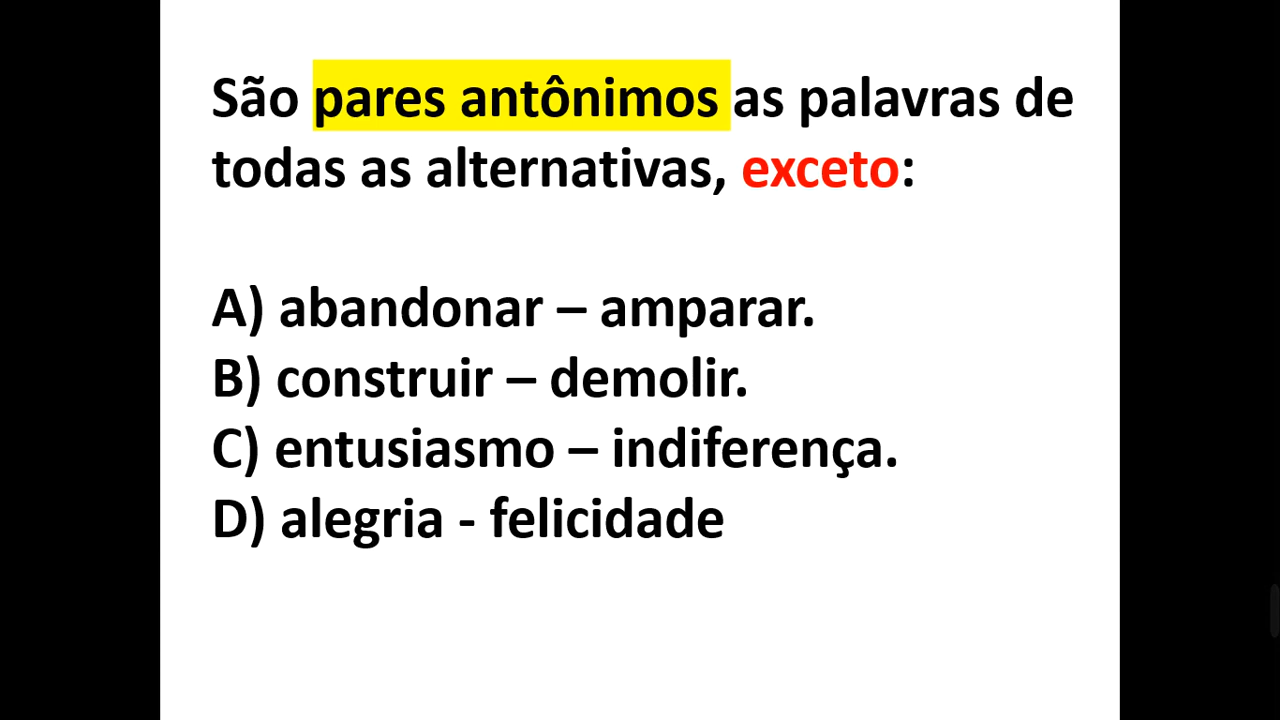 São pares antônimos as palavras de
todas as alternativas, exceto:
A) abandonar – amparar.
B) construir – demolir.
C) entusiasmo – indiferença.
D) alegria - felicidade